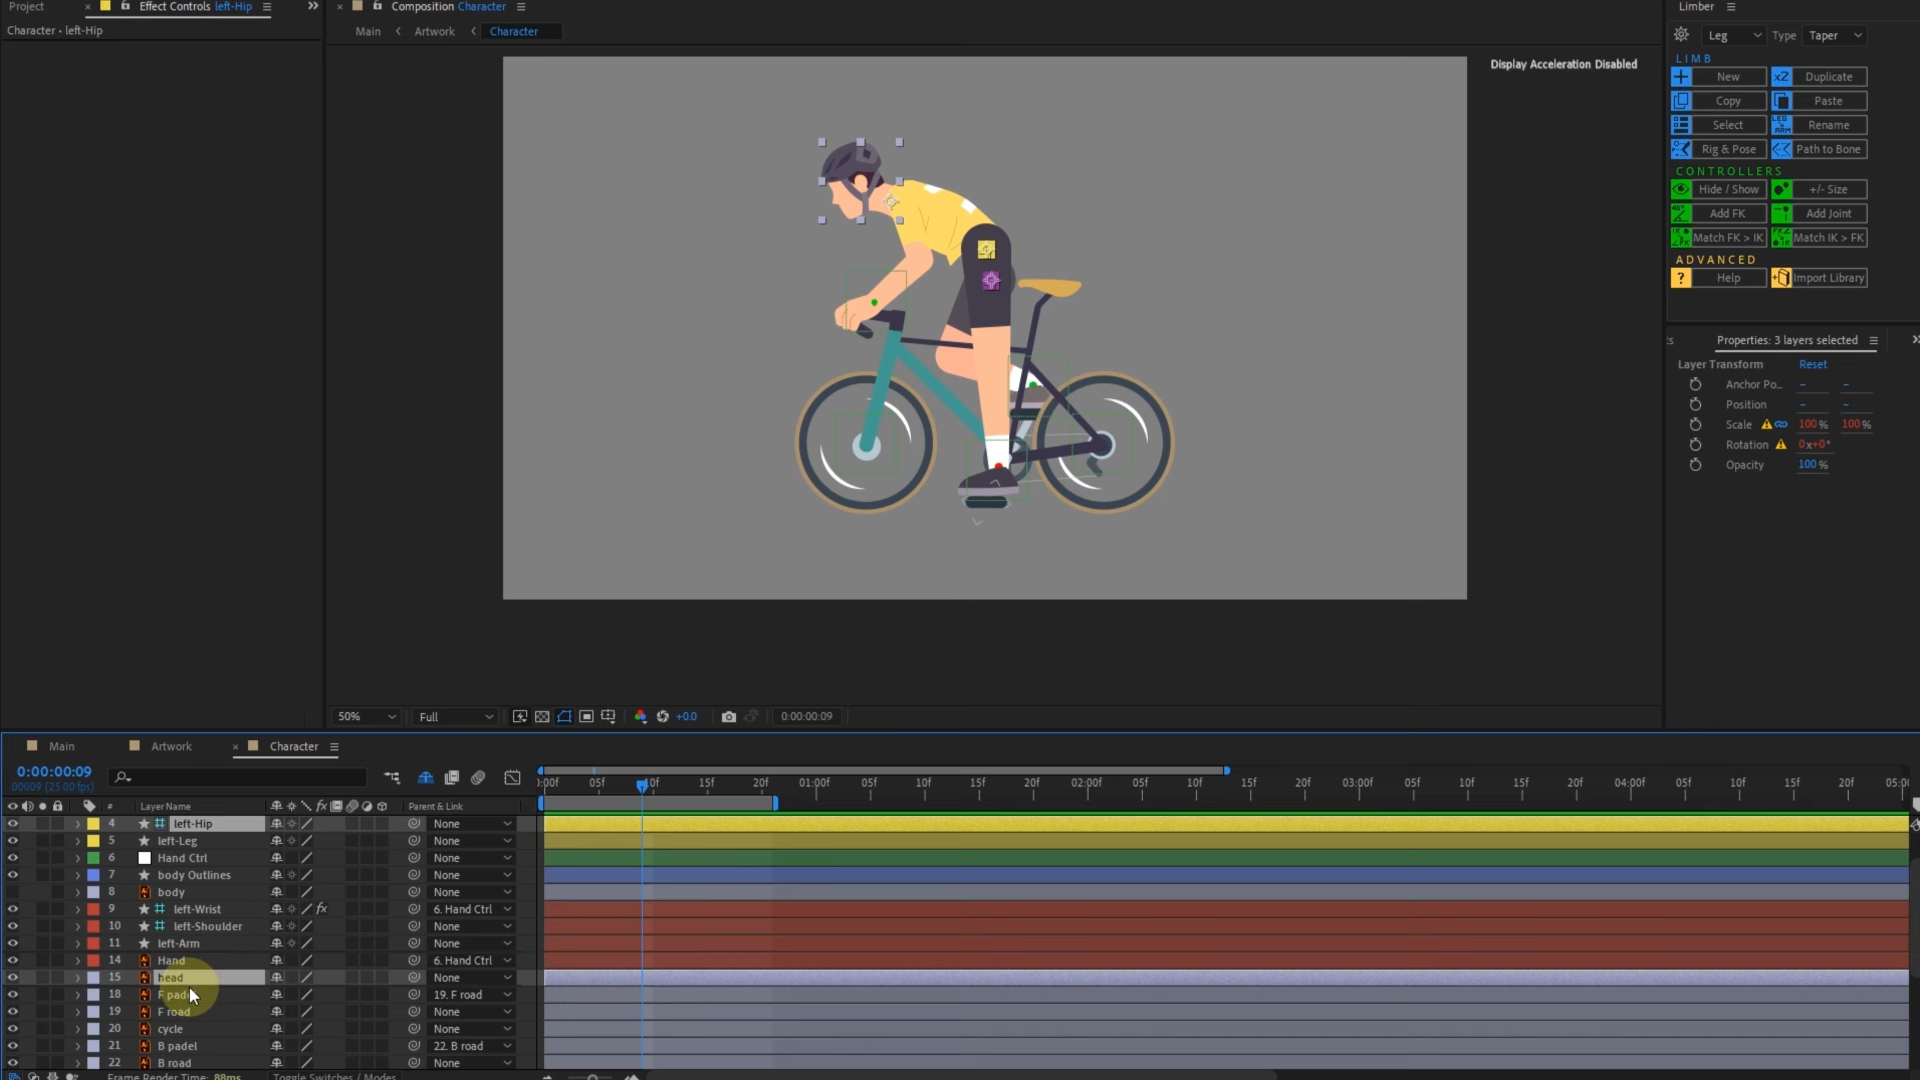 Project
Effect Controls left-Hip
Composition Character
Limber
Character • left-Hip
Main
Artwork
Character
Display Acceleration Disabled
Leg
Type
Taper
LIMB
New
Duplicate
Copy
Paste
Select
Rename
Rig & Pose
Path to Bone
CONTROLLERS
Hide / Show
+/- Size
Add FK
Add Joint
Match FK > IK
Match IK > FK
ADVANCED
Help
Import Library
Properties: 3 layers selected
Layer Transform
Reset
Anchor Po...
Position
Scale
100 %
100 %
Rotation
0x+0°
Opacity
100 %
50%
Full
+0.0
0:00:00:09
Main
Artwork
Character
0:00:00:09
00009 (25.00 fps)
:00f 05f 10f 15f 20f 01:00f 05f 10f 15f 20f 02:00f 05f 10f 15f 20f 03:00f 05f 10f 15f 20f 04:00f 05f 10f 15f 20f 05:00
# Layer Name Parent & Link
4 left-Hip None
5 left-Leg None
6 Hand Ctrl None
7 body Outlines None
8 body None
9 left-Wrist fx 6. Hand Ctrl
10 left-Shoulder None
11 left-Arm None
14 Hand 6. Hand Ctrl
15 head None
18 F pad 19. F road
19 F road None
20 cycle None
21 B padel 22. B road
22 B road None
Frame Render Time: 88ms
Toggle Switches / Modes